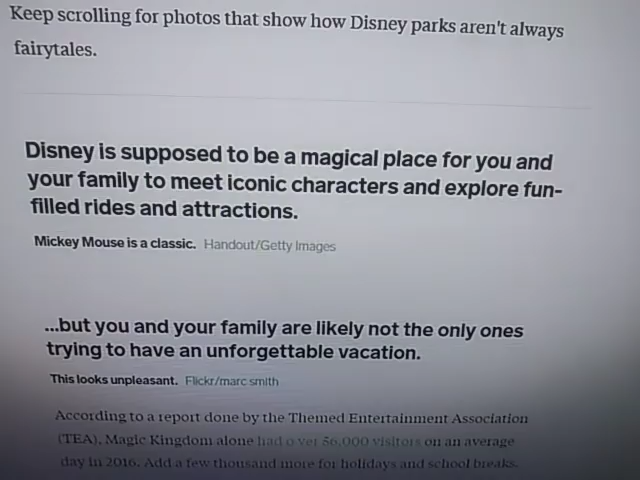 Keep scrolling for photos that show how Disney parks aren't always
fairytales.
Disney is supposed to be a magical place for you and
your family to meet iconic characters and explore fun-
filled rides and attractions.
Mickey Mouse is a classic. Handout/Getty Images
...but you and your family are likely not the only ones
trying to have an unforgettable vacation.
This looks unpleasant. Flickr/marc smith
According to a report done by the Themed Entertainment Association
(TEA), Magic Kingdom alone had over 56,000 visitors on an average
day in 2016. Add a few thousand more for holidays and school breaks.